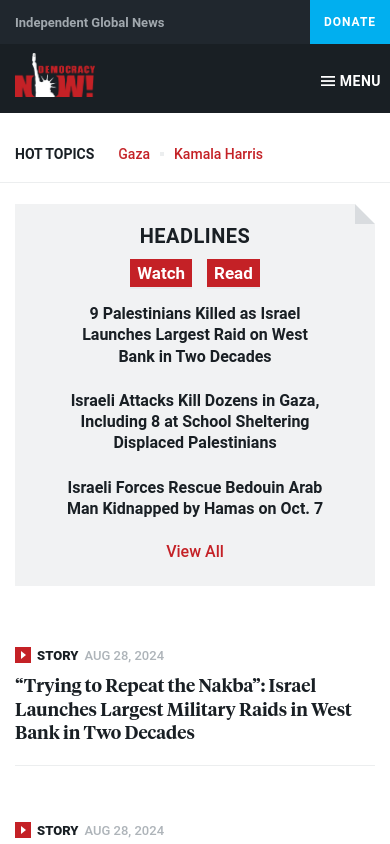 Independent Global News
DONATE
DEMOCRACY
NOW!
MENU
HOT TOPICS
Gaza
Kamala Harris
HEADLINES
Watch
Read
9 Palestinians Killed as Israel
Launches Largest Raid on West
Bank in Two Decades
Israeli Attacks Kill Dozens in Gaza,
Including 8 at School Sheltering
Displaced Palestinians
Israeli Forces Rescue Bedouin Arab
Man Kidnapped by Hamas on Oct. 7
View All
STORY AUG 28, 2024
“Trying to Repeat the Nakba”: Israel
Launches Largest Military Raids in West
Bank in Two Decades
STORY AUG 28, 2024